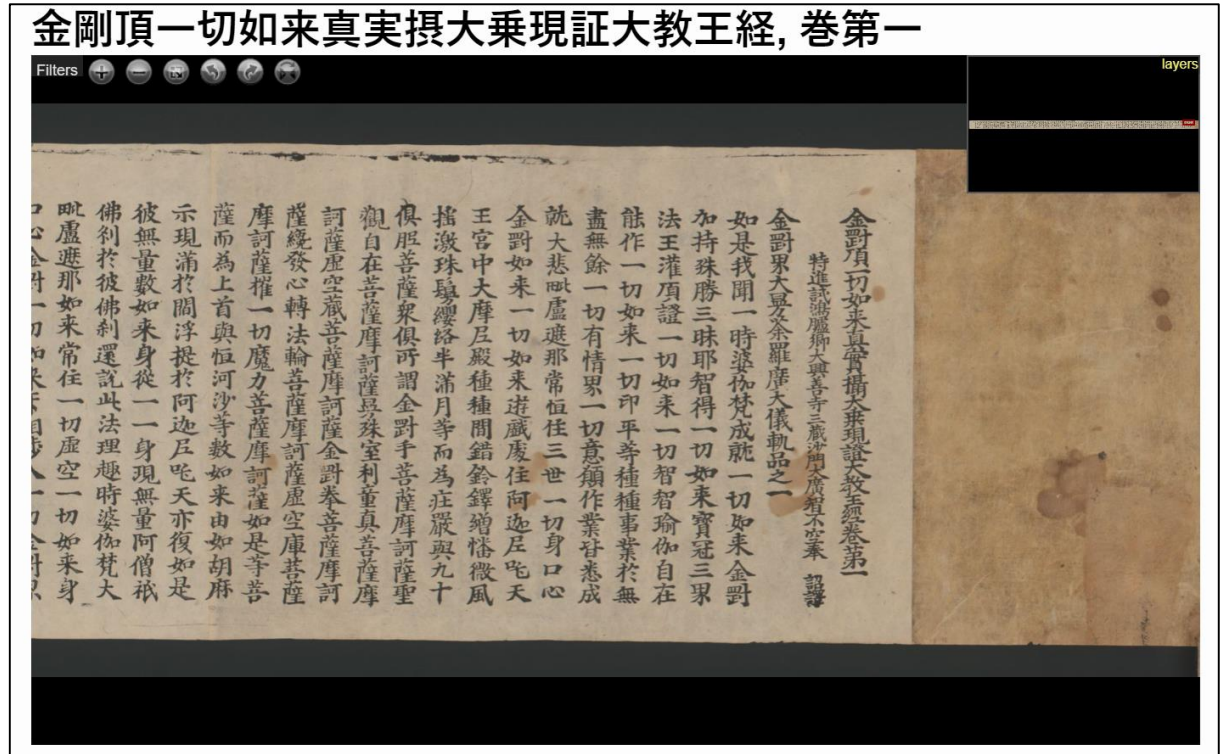 金剛頂一切如来真実摂大乗現証大教王経, 巻第一
Filters
layers
金剛頂一切如来真實攝大乗現證大教王經巻第一
特進試鴻臚卿大興善寺三蔵沙門大廣智不空奉 詔譯
金剛界大曼荼羅廣大儀軌品之一
如是我聞一時婆伽梵成就一切如来金剛
加持殊勝三昧耶智得一切如来寶冠三界
法王灌頂證一切如来一切智智瑜伽自在
能作一切如来一切印平等種種事業於無
盡無餘一切有情界一切意願作業皆悉成
就大悲毗盧遮那常恒住三世一切身口心
金剛如来一切如来遊戲處住阿迦尼吒天
王宮中大摩尼殿種種間錯鈴鐸繒幡微風
搖激珠鬘纓絡半滿月等而為庄嚴與九十
俱胝菩薩衆俱所謂金剛手菩薩摩訶薩聖
觀自在菩薩摩訶薩曼殊室利童真菩薩摩
訶薩虚空蔵菩薩摩訶薩金剛拳菩薩摩訶
薩纔發心轉法輪菩薩摩訶薩虚空庫菩薩
摩訶薩摧一切魔力菩薩摩訶薩如是等菩
薩而為上首與恒河沙等數如来由如胡麻
示現滿於閻浮提於阿迦尼吒天亦復如是
彼無量數如来身從一一身現無量阿僧祇
佛刹於彼佛刹還說此法理趣時婆伽梵大
毗盧遮那如来常住一切虚空一切如来身